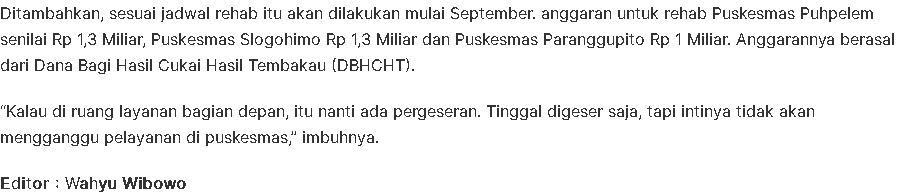 Ditambahkan, sesuai jadwal rehab itu akan dilakukan mulai September. anggaran untuk rehab Puskesmas Puhpelem
senilai Rp 1,3 Miliar, Puskesmas Slogohimo Rp 1,3 Miliar dan Puskesmas Paranggupito Rp 1 Miliar. Anggarannya berasal
dari Dana Bagi Hasil Cukai Hasil Tembakau (DBHCHT).
“Kalau di ruang layanan bagian depan, itu nanti ada pergeseran. Tinggal digeser saja, tapi intinya tidak akan
mengganggu pelayanan di puskesmas,” imbuhnya.
Editor : Wahyu Wibowo